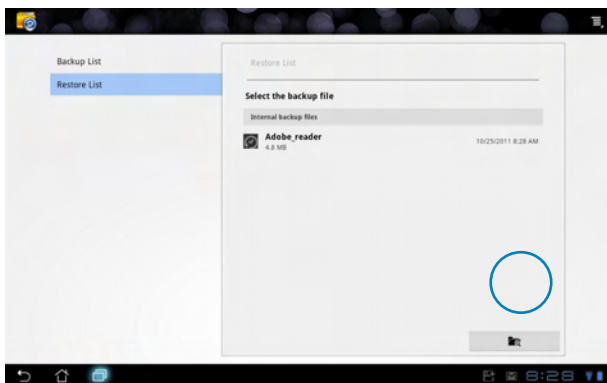 Backup List
Restore List
Restore List
Select the backup file
Internal backup files
Adobe_reader
4.8 MB
10/25/2011 8:28 AM
8:28